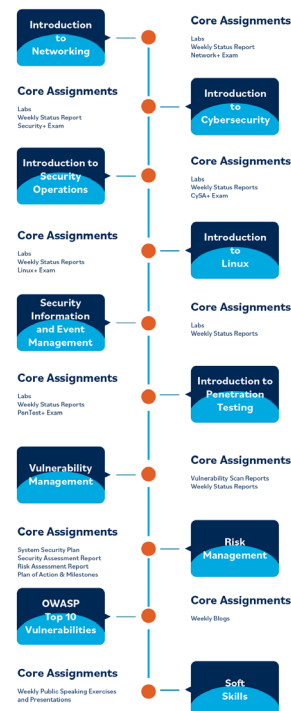 Introduction
to
Networking
Core Assignments
Labs
Weekly Status Report
Network+ Exam
Core Assignments
Labs
Weekly Status Report
Security+ Exam
Introduction
to
Cybersecurity
Introduction to
Security
Operations
Core Assignments
Labs
Weekly Status Reports
CySA+ Exam
Core Assignments
Labs
Weekly Status Reports
Linux+ Exam
Introduction
to
Linux
Security
Information
and Event
Management
Core Assignments
Labs
Weekly Status Reports
Core Assignments
Labs
Weekly Status Reports
PenTest+ Exam
Introduction to
Penetration
Testing
Vulnerability
Management
Core Assignments
Vulnerability Scan Reports
Weekly Status Reports
Core Assignments
System Security Plan
Security Assessment Report
Risk Assessment Report
Plan of Action & Milestones
Risk
Management
OWASP
Top 10
Vulnerabilities
Core Assignments
Weekly Blogs
Core Assignments
Weekly Public Speaking Exercises
and Presentations
Soft
Skills